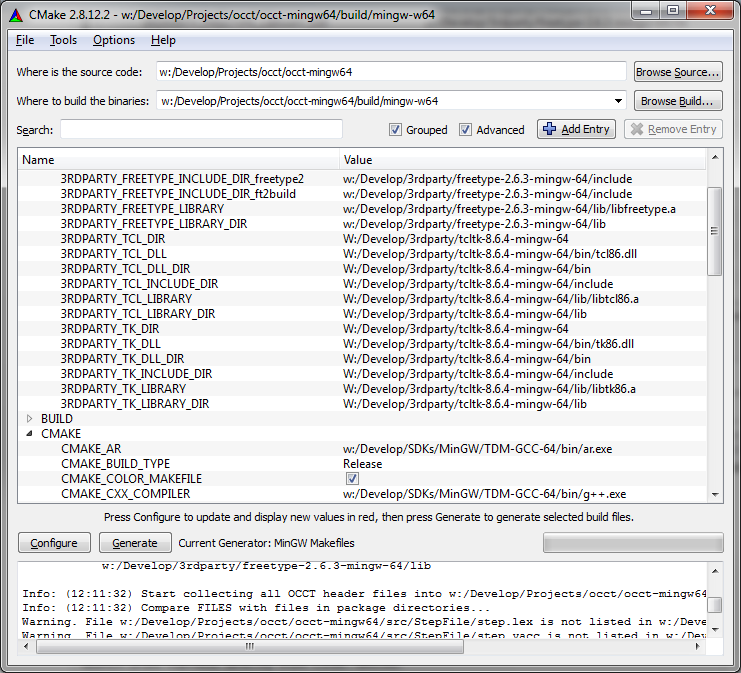 CMake 2.8.12.2 - w:/Develop/Projects/occt/occt-mingw64/build/mingw-w64
File Tools Options Help
Where is the source code: w:/Develop/Projects/occt/occt-mingw64 Browse Source...
Where to build the binaries: w:/Develop/Projects/occt/occt-mingw64/build/mingw-w64 Browse Build...
Search: Grouped Advanced Add Entry Remove Entry
Name Value
3RDPARTY_FREETYPE_INCLUDE_DIR_freetype2 w:/Develop/3rdparty/freetype-2.6.3-mingw-64/include
3RDPARTY_FREETYPE_INCLUDE_DIR_ft2build w:/Develop/3rdparty/freetype-2.6.3-mingw-64/include
3RDPARTY_FREETYPE_LIBRARY w:/Develop/3rdparty/freetype-2.6.3-mingw-64/lib/libfreetype.a
3RDPARTY_FREETYPE_LIBRARY_DIR w:/Develop/3rdparty/freetype-2.6.3-mingw-64/lib
3RDPARTY_TCL_DIR W:/Develop/3rdparty/tcltk-8.6.4-mingw-64
3RDPARTY_TCL_DLL W:/Develop/3rdparty/tcltk-8.6.4-mingw-64/bin/tcl86.dll
3RDPARTY_TCL_DLL_DIR W:/Develop/3rdparty/tcltk-8.6.4-mingw-64/bin
3RDPARTY_TCL_INCLUDE_DIR W:/Develop/3rdparty/tcltk-8.6.4-mingw-64/include
3RDPARTY_TCL_LIBRARY W:/Develop/3rdparty/tcltk-8.6.4-mingw-64/lib/libtcl86.a
3RDPARTY_TCL_LIBRARY_DIR W:/Develop/3rdparty/tcltk-8.6.4-mingw-64/lib
3RDPARTY_TK_DIR W:/Develop/3rdparty/tcltk-8.6.4-mingw-64
3RDPARTY_TK_DLL W:/Develop/3rdparty/tcltk-8.6.4-mingw-64/bin/tk86.dll
3RDPARTY_TK_DLL_DIR W:/Develop/3rdparty/tcltk-8.6.4-mingw-64/bin
3RDPARTY_TK_INCLUDE_DIR W:/Develop/3rdparty/tcltk-8.6.4-mingw-64/include
3RDPARTY_TK_LIBRARY W:/Develop/3rdparty/tcltk-8.6.4-mingw-64/lib/libtk86.a
3RDPARTY_TK_LIBRARY_DIR W:/Develop/3rdparty/tcltk-8.6.4-mingw-64/lib
BUILD
CMAKE
CMAKE_AR w:/Develop/SDKs/MinGW/TDM-GCC-64/bin/ar.exe
CMAKE_BUILD_TYPE Release
CMAKE_COLOR_MAKEFILE
CMAKE_CXX_COMPILER w:/Develop/SDKs/MinGW/TDM-GCC-64/bin/g++.exe
Press Configure to update and display new values in red, then press Generate to generate selected build files.
Configure Generate Current Generator: MinGW Makefiles
w:/Develop/3rdparty/freetype-2.6.3-mingw-64/lib
Info: (12:11:32) Start collecting all OCCT header files into w:/Develop/Projects/occt/occt-mingw64
Info: (12:11:32) Compare FILES with files in package directories...
Warning. File w:/Develop/Projects/occt/occt-mingw64/src/StepFile/step.lex is not listed in w:/Deve
Warning. File w:/Develop/Projects/occt/occt-mingw64/src/StepFile/step.yacc is not listed in w:/Dev